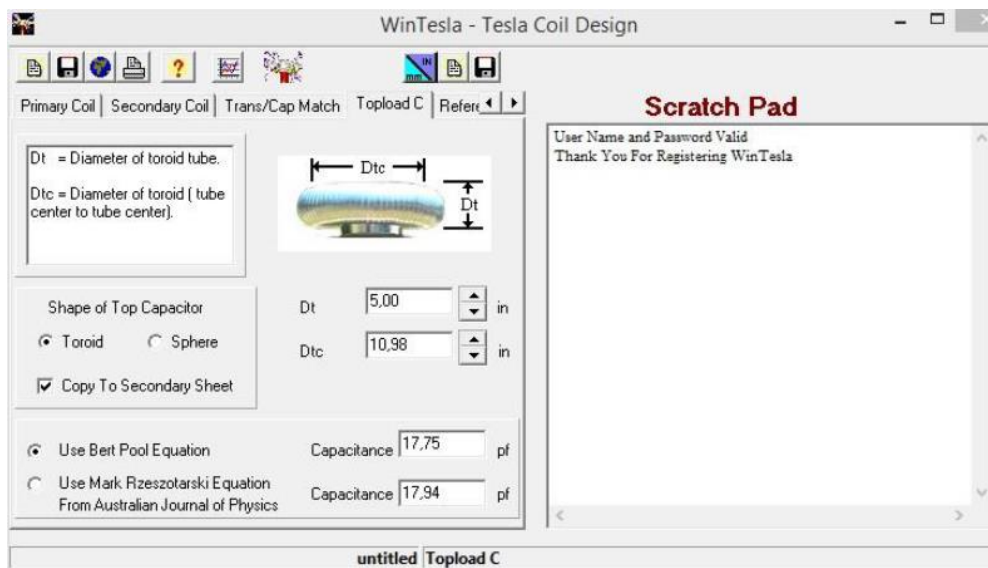 WinTesla - Tesla Coil Design
IN
mm
Primary Coil Secondary Coil Trans/Cap Match Topload C Refere
Dt = Diameter of toroid tube.
Dtc = Diameter of toroid ( tube
center to tube center).
Dtc
Dt
Shape of Top Capacitor
Toroid Sphere
Copy To Secondary Sheet
Dt 5,00 in
Dtc 10,98 in
Use Bert Pool Equation Capacitance 17,75 pf
Use Mark Rzeszotarski Equation
From Australian Journal of Physics Capacitance 17,94 pf
Scratch Pad
User Name and Password Valid
Thank You For Registering WinTesla
untitled Topload C